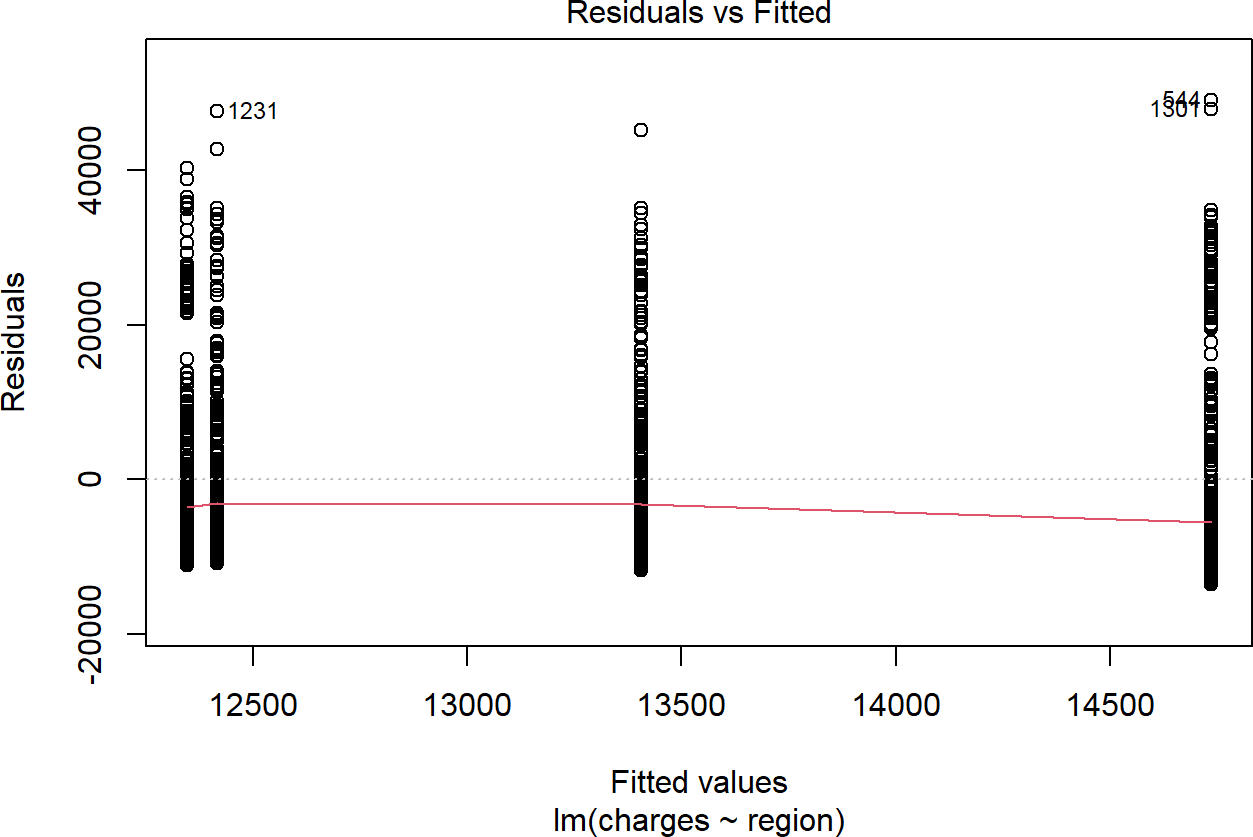 Residuals vs Fitted
1231
544
1301
40000
20000
0
-20000
Residuals
12500 13000 13500 14000 14500
Fitted values
lm(charges ~ region)